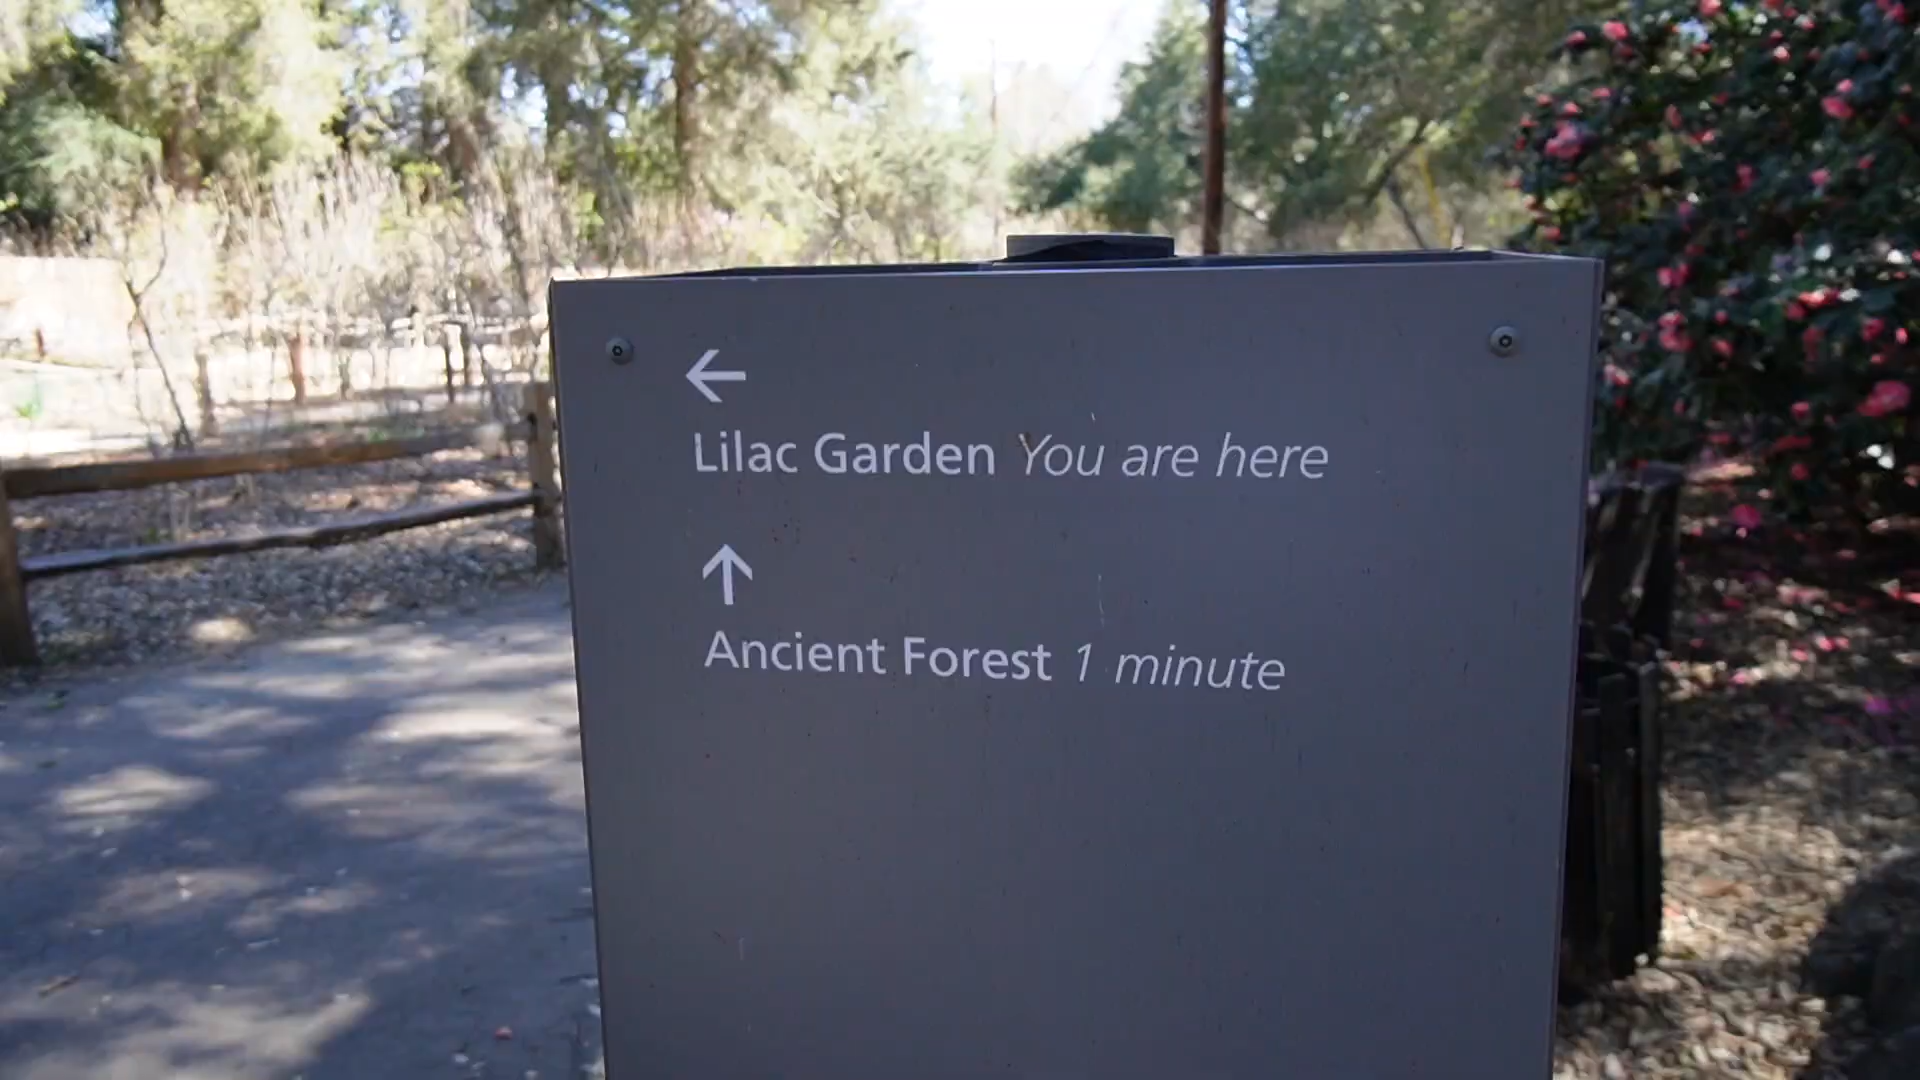 ←
Lilac Garden You are here
↑
Ancient Forest 1 minute